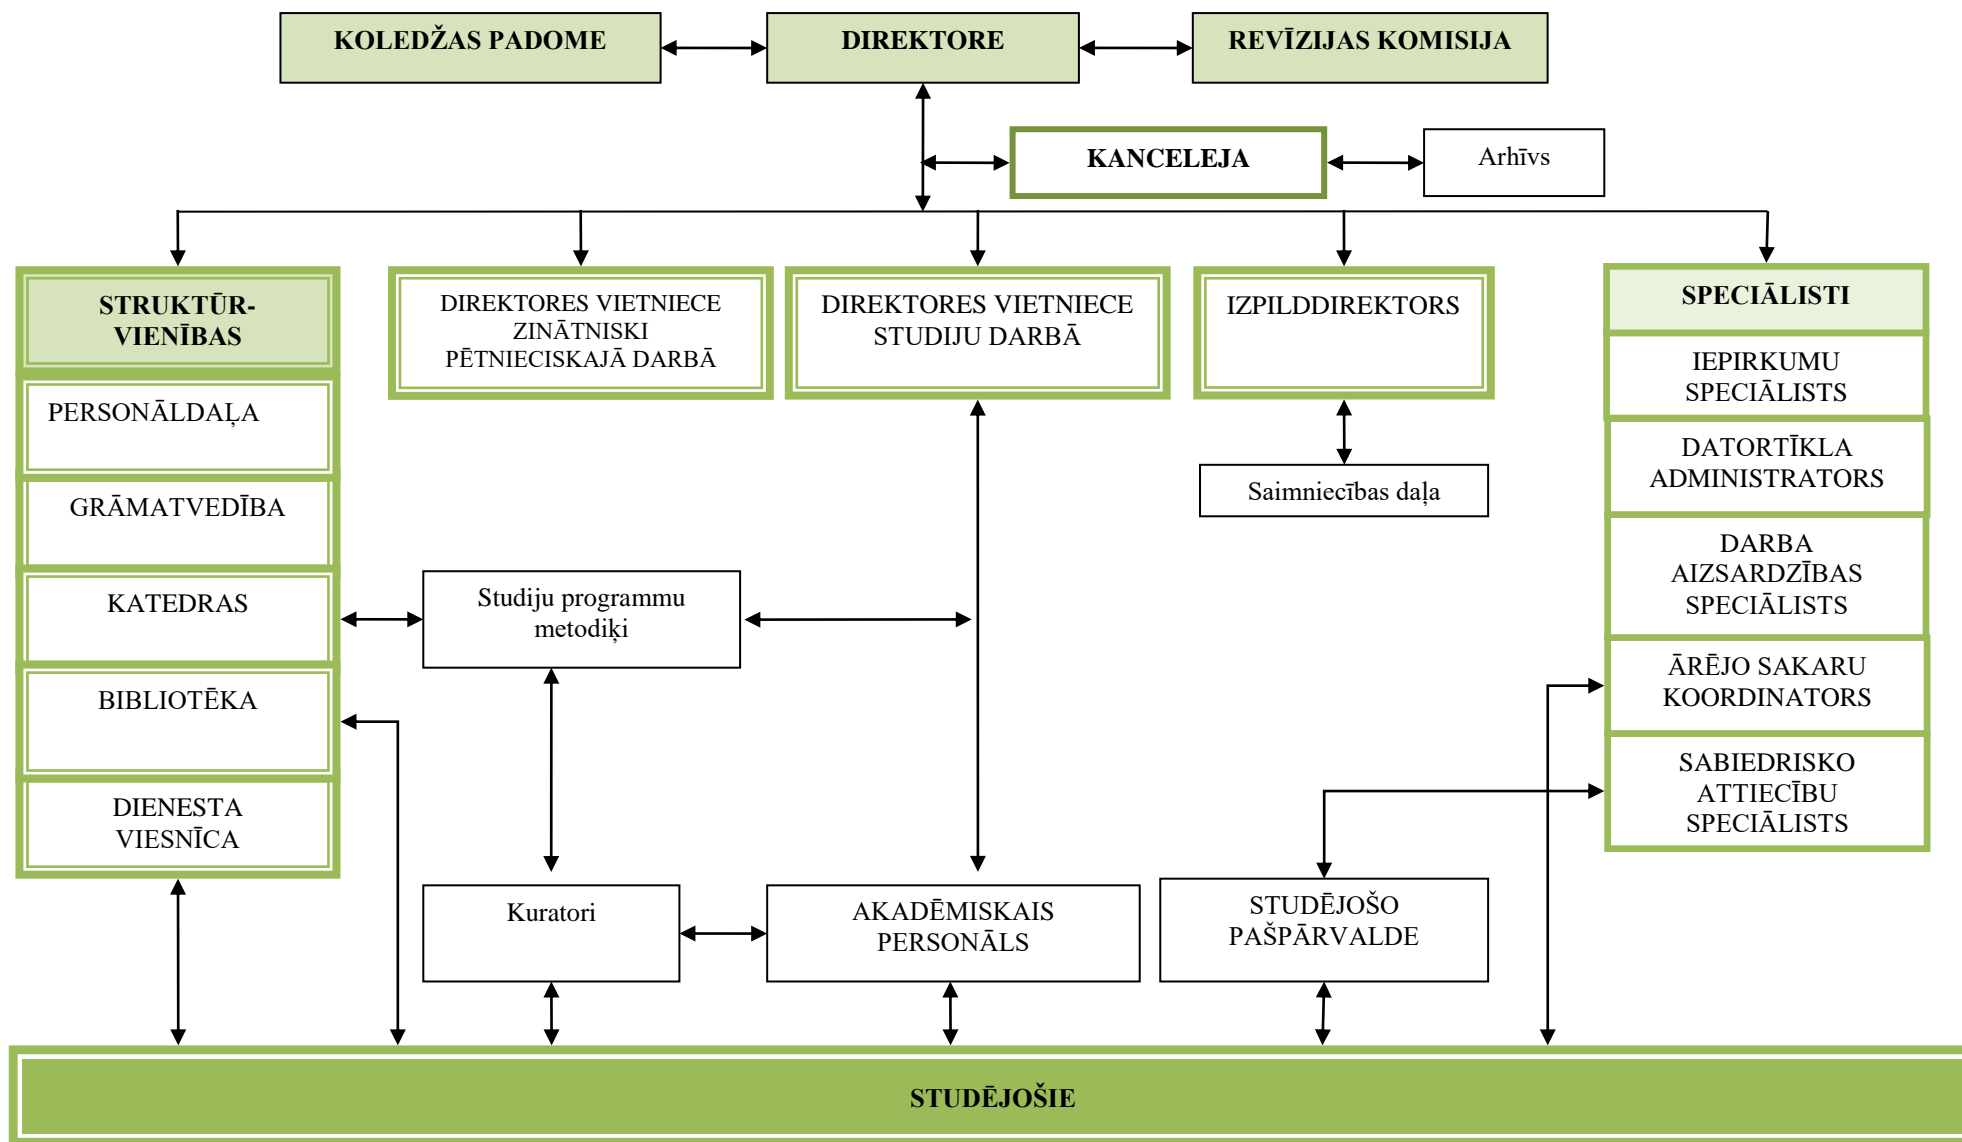 KOLEDŽAS PADOME
DIREKTORE
REVĪZIJAS KOMISIJA
KANCELEJA
Arhīvs
STRUKTŪR-
VIENĪBAS
PERSONĀLDAĻA
GRĀMATVEDĪBA
KATEDRAS
BIBLIOTĒKA
DIENESTA
VIESNĪCA
DIREKTORES VIETNIECE
ZINĀTNISKI
PĒTNIECISKAJĀ DARBĀ
DIREKTORES VIETNIECE
STUDIJU DARBĀ
IZPILDDIREKTORS
Saimniecības daļa
SPECIĀLISTI
IEPIRKUMU
SPECIĀLISTS
DATORTĪKLA
ADMINISTRATORS
DARBA
AIZSARDZĪBAS
SPECIĀLISTS
ĀRĒJO SAKARU
KOORDINATORS
SABIEDRISKO
ATTIECĪBU
SPECIĀLISTS
Studiju programmu
metodiķi
Kuratori
AKADĒMISKAIS
PERSONĀLS
STUDĒJOŠO
PAŠPĀRVALDE
STUDĒJOŠIE